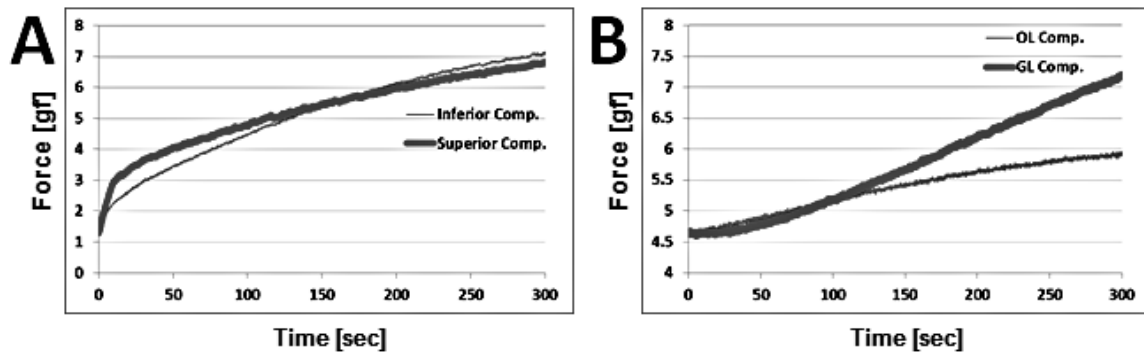 A
Force [gf]
8
7
6
5
4
3
2
1
0
Inferior Comp.
Superior Comp.
0 50 100 150 200 250 300
Time [sec]
B
Force [gf]
8
7.5
7
6.5
6
5.5
5
4.5
4
OL Comp.
GL Comp.
0 50 100 150 200 250 300
Time [sec]